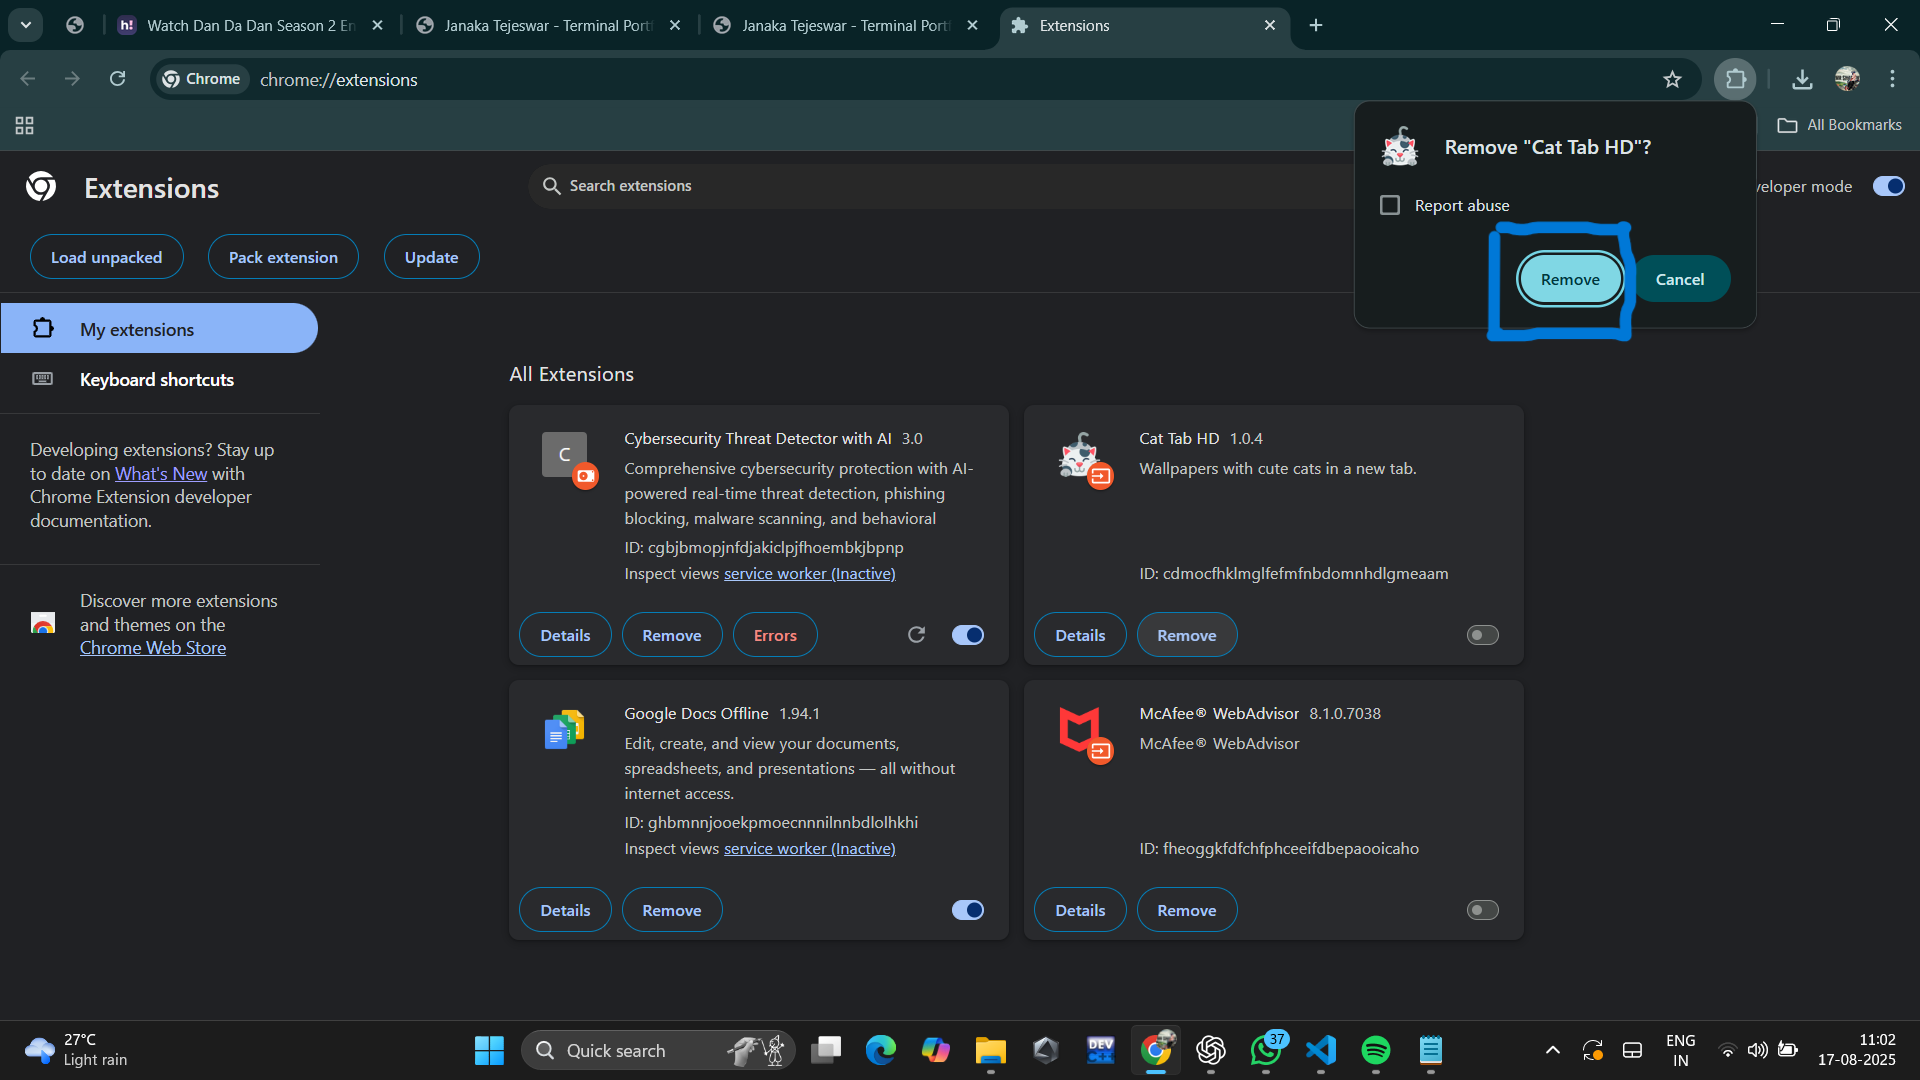 h! Watch Dan Da Dan Season 2 En
Janaka Tejeswar - Terminal Portf
Janaka Tejeswar - Terminal Portf
Extensions
Chrome chrome://extensions
All Bookmarks
Remove "Cat Tab HD"?
Report abuse
Remove
Cancel
Extensions
Search extensions
veloper mode
Load unpacked
Pack extension
Update
My extensions
Keyboard shortcuts
Developing extensions? Stay up
to date on What's New with
Chrome Extension developer
documentation.
Discover more extensions
and themes on the
Chrome Web Store
All Extensions
C
Cybersecurity Threat Detector with AI 3.0
Comprehensive cybersecurity protection with AI-
powered real-time threat detection, phishing
blocking, malware scanning, and behavioral
ID: cgbjbmopjnfdjakiclpjfhoembkjbpnp
Inspect views service worker (Inactive)
Details
Remove
Errors
Cat Tab HD 1.0.4
Wallpapers with cute cats in a new tab.
ID: cdmocfhklmglfefmfnbdomnhdlgmeaam
Details
Remove
Google Docs Offline 1.94.1
Edit, create, and view your documents,
spreadsheets, and presentations — all without
internet access.
ID: ghbmnnjooekpmoecnnnilnnbdlolhkhi
Inspect views service worker (Inactive)
Details
Remove
McAfee® WebAdvisor 8.1.0.7038
McAfee® WebAdvisor
ID: fheoggkfdfchfphceeifdbepaooicaho
Details
Remove
27°C
Light rain
Quick search
DEV
37
ENG
IN
11:02
17-08-2025